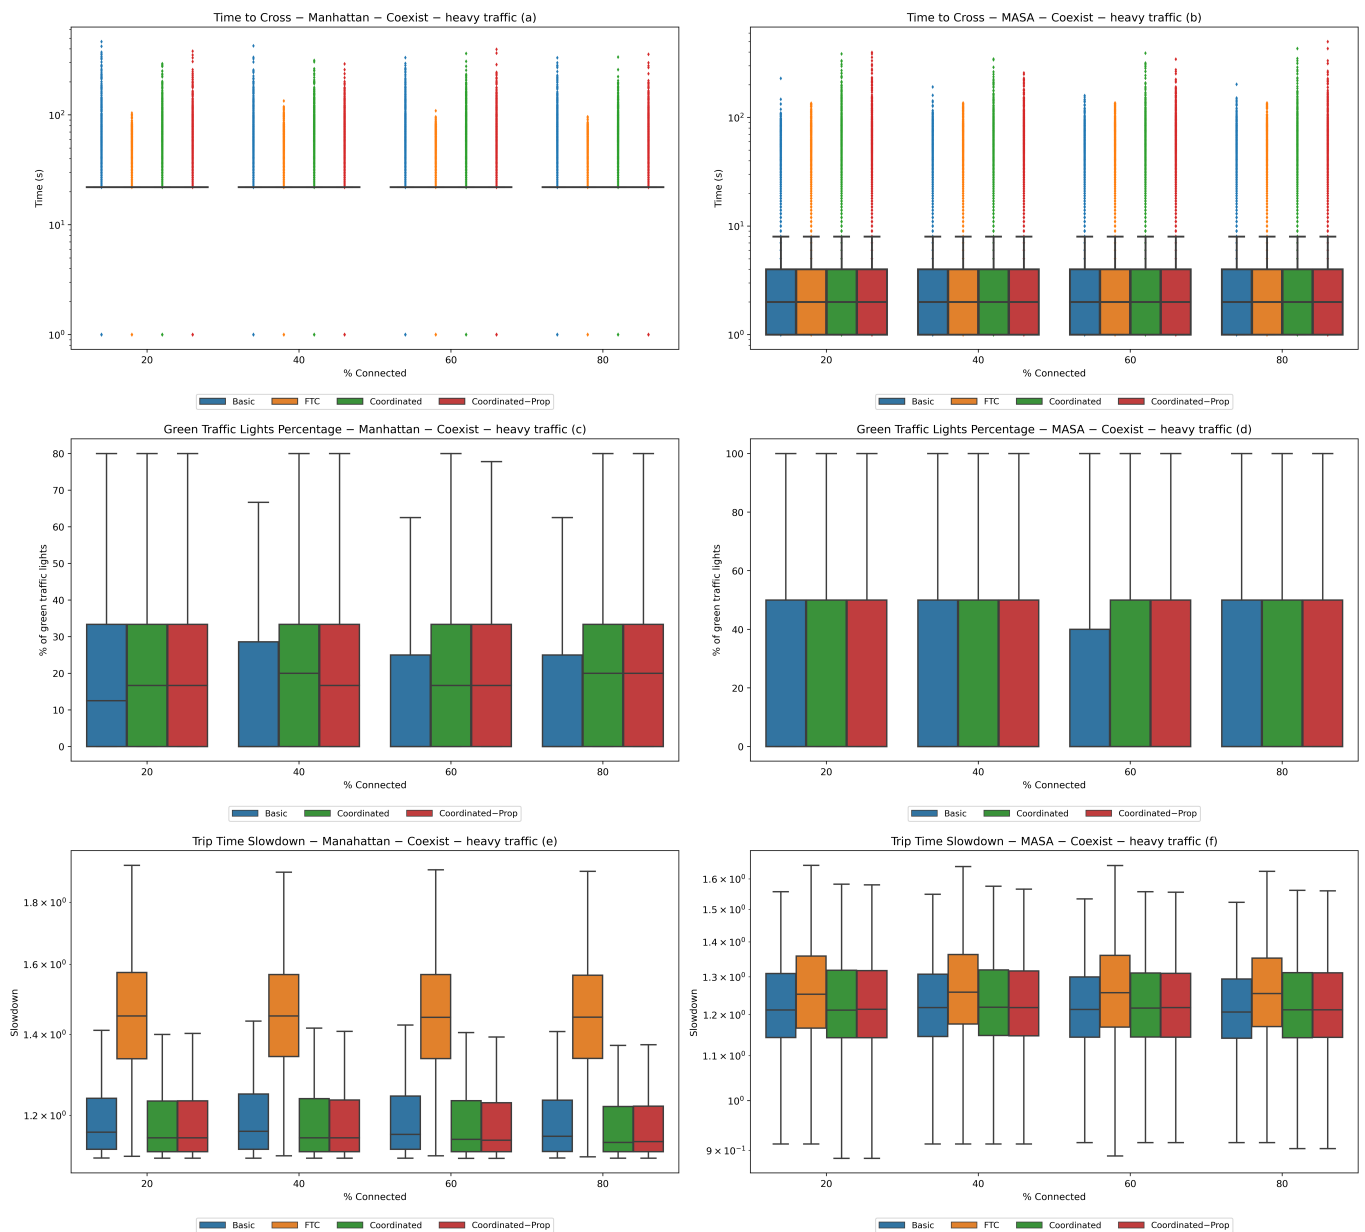 Time to Cross − Manhattan − Coexist − heavy traffic (a)
Time (s)
10²
10¹
10⁰
20 40 60 80
% Connected
Basic FTC Coordinated Coordinated−Prop
Time to Cross − MASA − Coexist − heavy traffic (b)
Time (s)
10²
10¹
10⁰
20 40 60 80
% Connected
Basic FTC Coordinated Coordinated−Prop
Green Traffic Lights Percentage − Manhattan − Coexist − heavy traffic (c)
% of green traffic lights
80
70
60
50
40
30
20
10
0
20 40 60 80
% Connected
Basic Coordinated Coordinated−Prop
Green Traffic Lights Percentage − MASA − Coexist − heavy traffic (d)
% of green traffic lights
100
80
60
40
20
0
20 40 60 80
% Connected
Basic Coordinated Coordinated−Prop
Trip Time Slowdown − Manahattan − Coexist − heavy traffic (e)
Slowdown
1.8 × 10⁰
1.6 × 10⁰
1.4 × 10⁰
1.2 × 10⁰
20 40 60 80
% Connected
Basic FTC Coordinated Coordinated−Prop
Trip Time Slowdown − MASA − Coexist − heavy traffic (f)
Slowdown
1.6 × 10⁰
1.5 × 10⁰
1.4 × 10⁰
1.3 × 10⁰
1.2 × 10⁰
1.1 × 10⁰
10⁰
9 × 10⁻¹
20 40 60 80
% Connected
Basic FTC Coordinated Coordinated−Prop